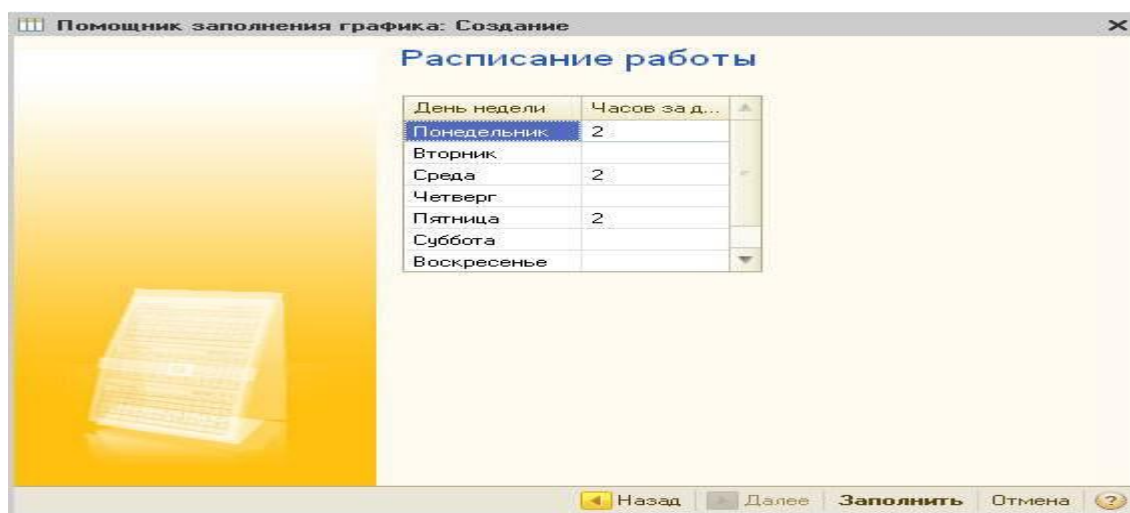 Помощник заполнения графика: Создание
Расписание работы
День недели Часов за д...
Понедельник 2
Вторник
Среда 2
Четверг
Пятница 2
Суббота
Воскресенье
Назад Далее Заполнить Отмена ?